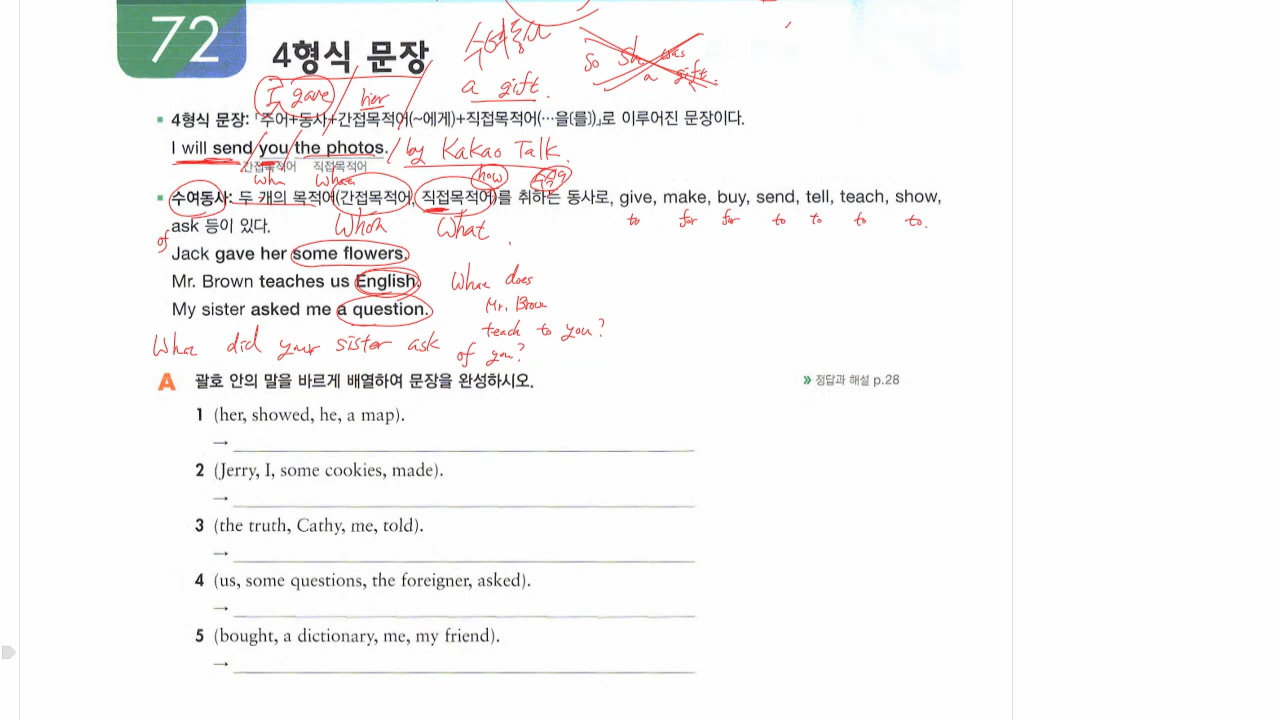 72
4형식 문장
수여동사
so she was
a gift.
I gave her
a gift.
4형식 문장: 「주어+동사+간접목적어(~에게)+직접목적어(…을(를))」로 이루어진 문장이다.
I will send you the photos. / by Kakao Talk.
간접목적어 직접목적어
how
수여동사: 두 개의 목적어(간접목적어, 직접목적어)를 취하는 동사로, give, make, buy, send, tell, teach, show,
to for for to to to to.
ask 등이 있다.
of
Whom What
Jack gave her some flowers.
Mr. Brown teaches us English.
What does
Mr. Brown
teach to you?
My sister asked me a question.
What did your sister ask
of you?
A 괄호 안의 말을 바르게 배열하여 문장을 완성하시오.
» 정답과 해설 p.28
1 (her, showed, he, a map).
→
2 (Jerry, I, some cookies, made).
→
3 (the truth, Cathy, me, told).
→
4 (us, some questions, the foreigner, asked).
→
5 (bought, a dictionary, me, my friend).
→